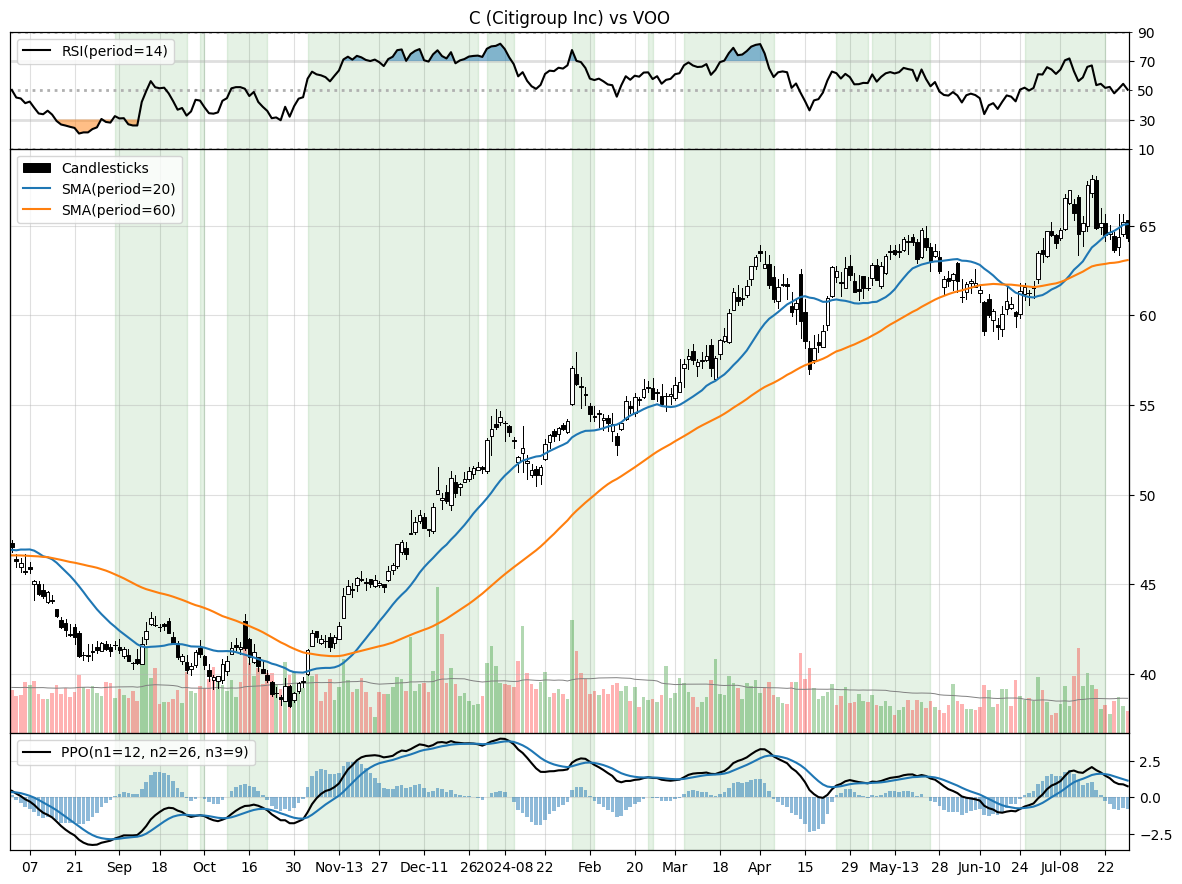 C (Citigroup Inc) vs VOO
RSI(period=14)
90
70
50
30
10
Candlesticks
SMA(period=20)
SMA(period=60)
65
60
55
50
45
40
PPO(n1=12, n2=26, n3=9)
2.5
0.0
−2.5
07 21 Sep 18 Oct 16 30 Nov-13 27 Dec-11 26 2024-08 22 Feb 20 Mar 18 Apr 15 29 May-13 28 Jun-10 24 Jul-08 22